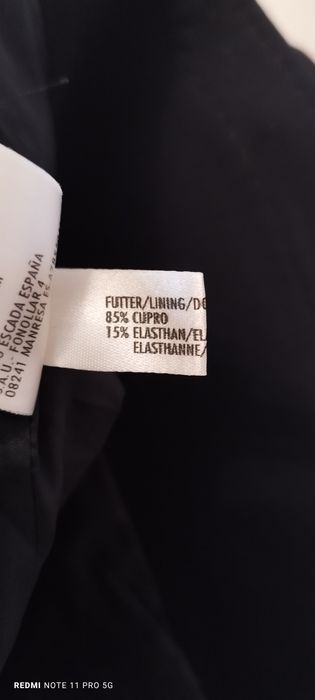 ESCADA ESPAÑA
S.A.U. FONOLLAR 4
08241 MANRESA
FUTTER/LINING/DO
85% CUPRO
15% ELASTHAN/EL
ELASTHANNE/
REDMI NOTE 11 PRO 5G